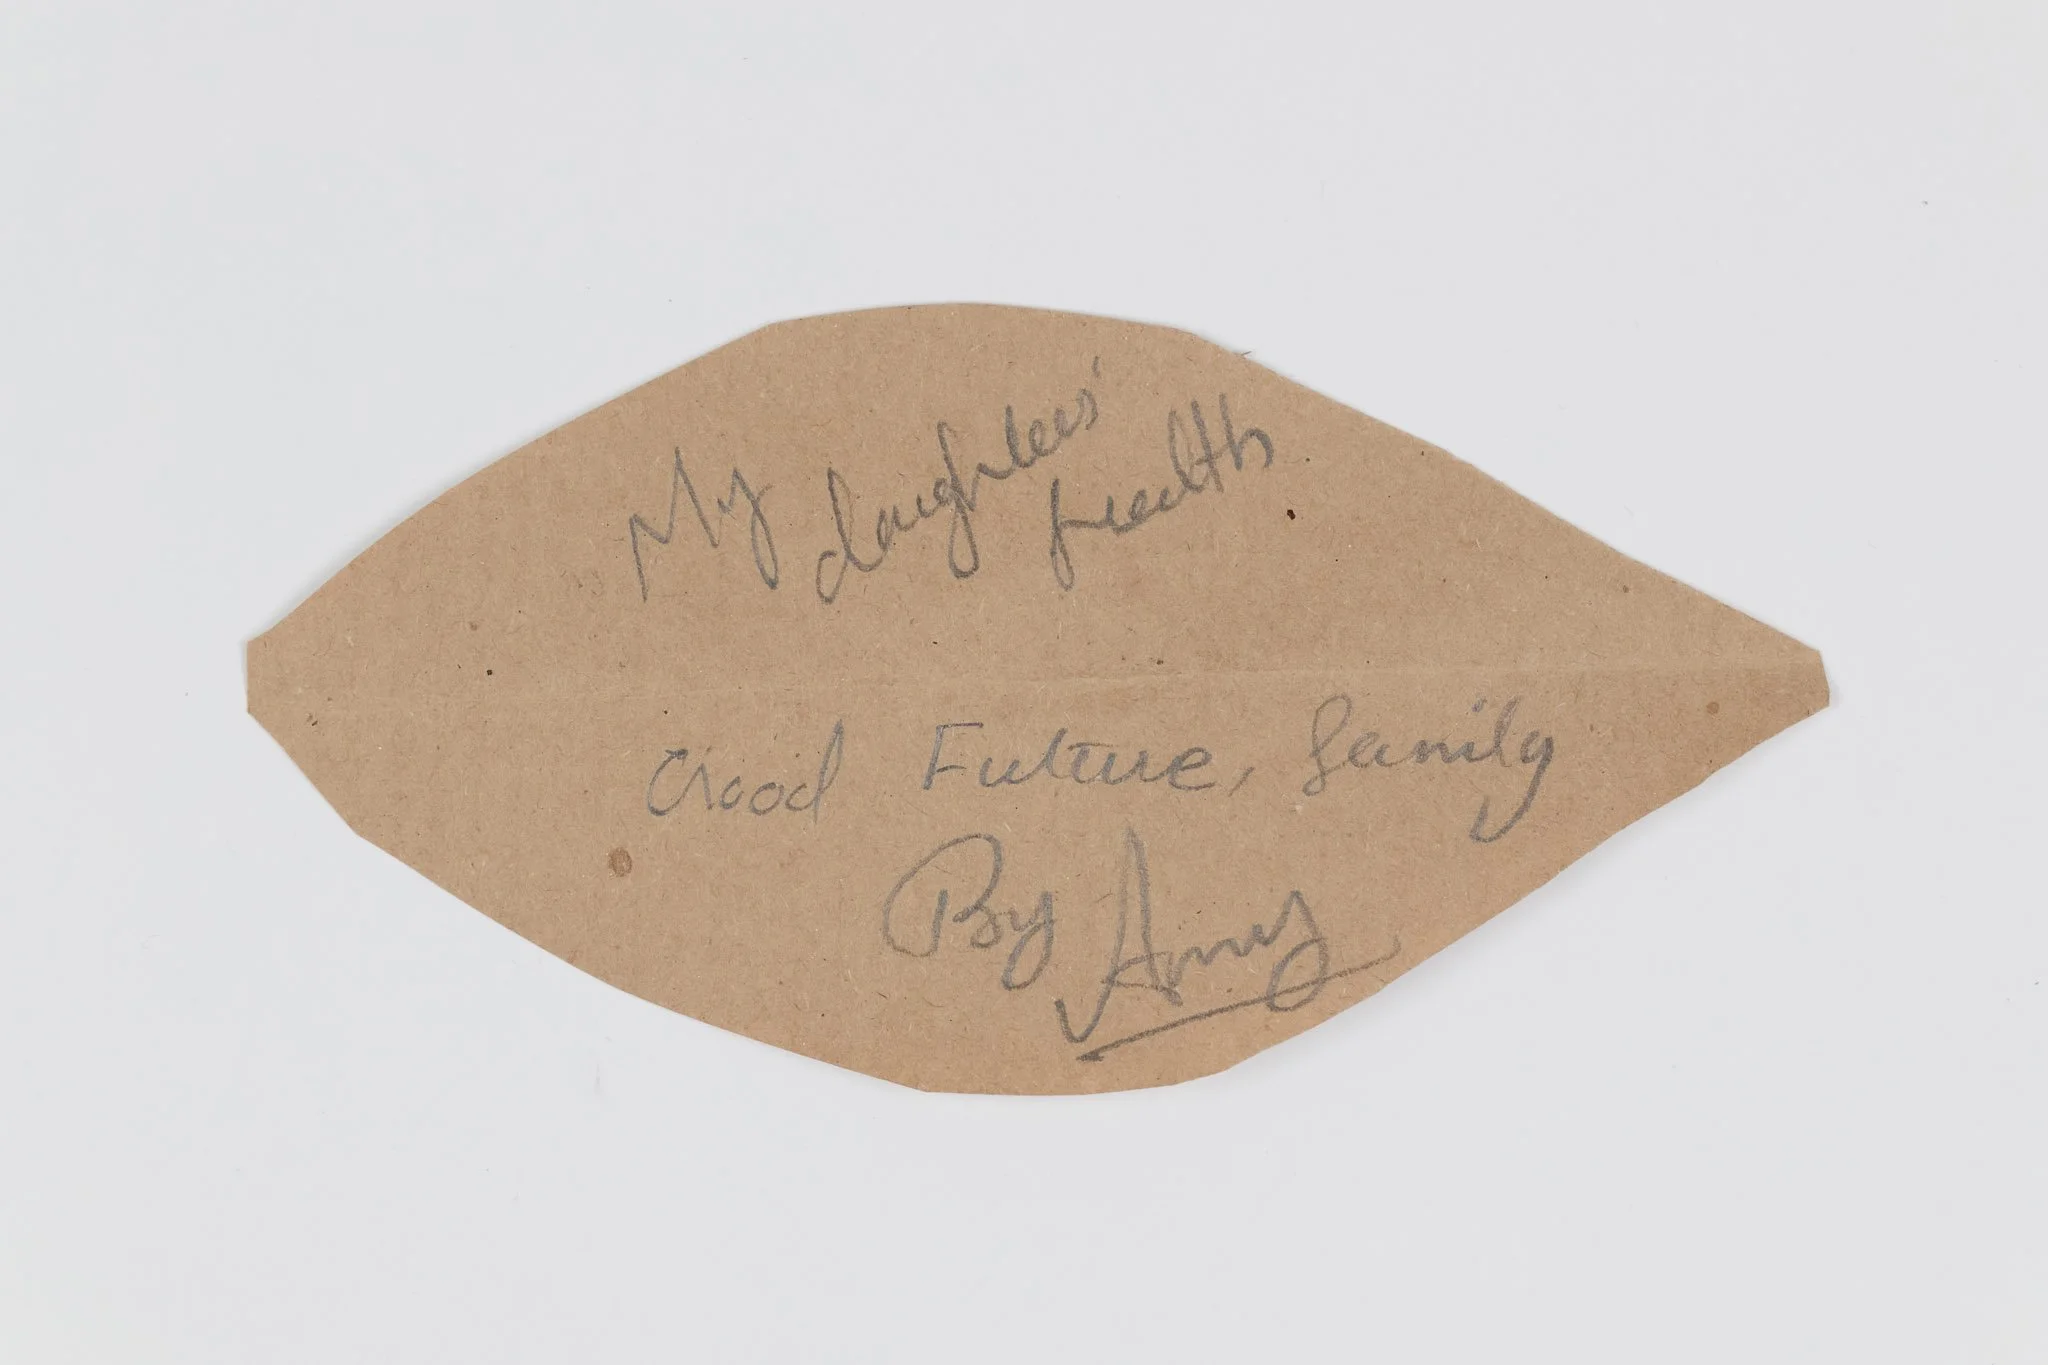 My daughters' health
Good Future, family
By Amy